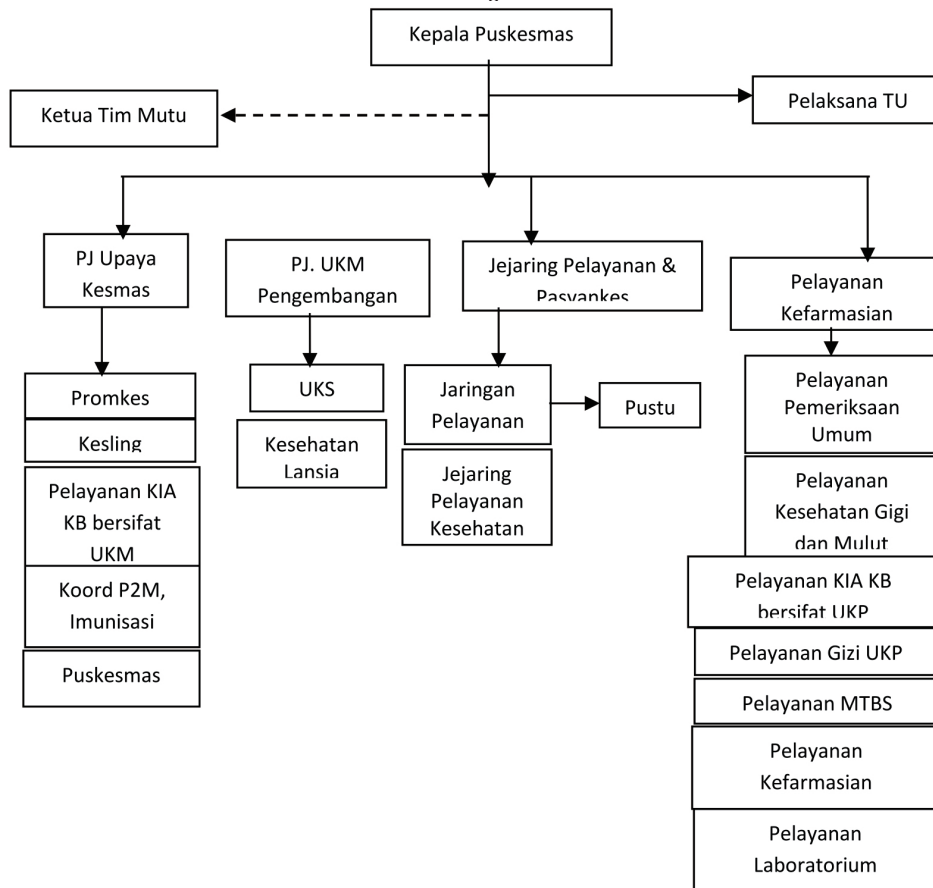 Kepala Puskesmas
Ketua Tim Mutu
Pelaksana TU
PJ Upaya
Kesmas
PJ. UKM
Pengembangan
Jejaring Pelayanan &
Pasyankes
Pelayanan
Kefarmasian
Promkes
Kesling
Pelayanan KIA
KB bersifat
UKM
Koord P2M,
Imunisasi
Puskesmas
UKS
Kesehatan
Lansia
Jaringan
Pelayanan
Pustu
Jejaring
Pelayanan
Kesehatan
Pelayanan
Pemeriksaan
Umum
Pelayanan
Kesehatan Gigi
dan Mulut
Pelayanan KIA KB
bersifat UKP
Pelayanan Gizi UKP
Pelayanan MTBS
Pelayanan
Kefarmasian
Pelayanan
Laboratorium